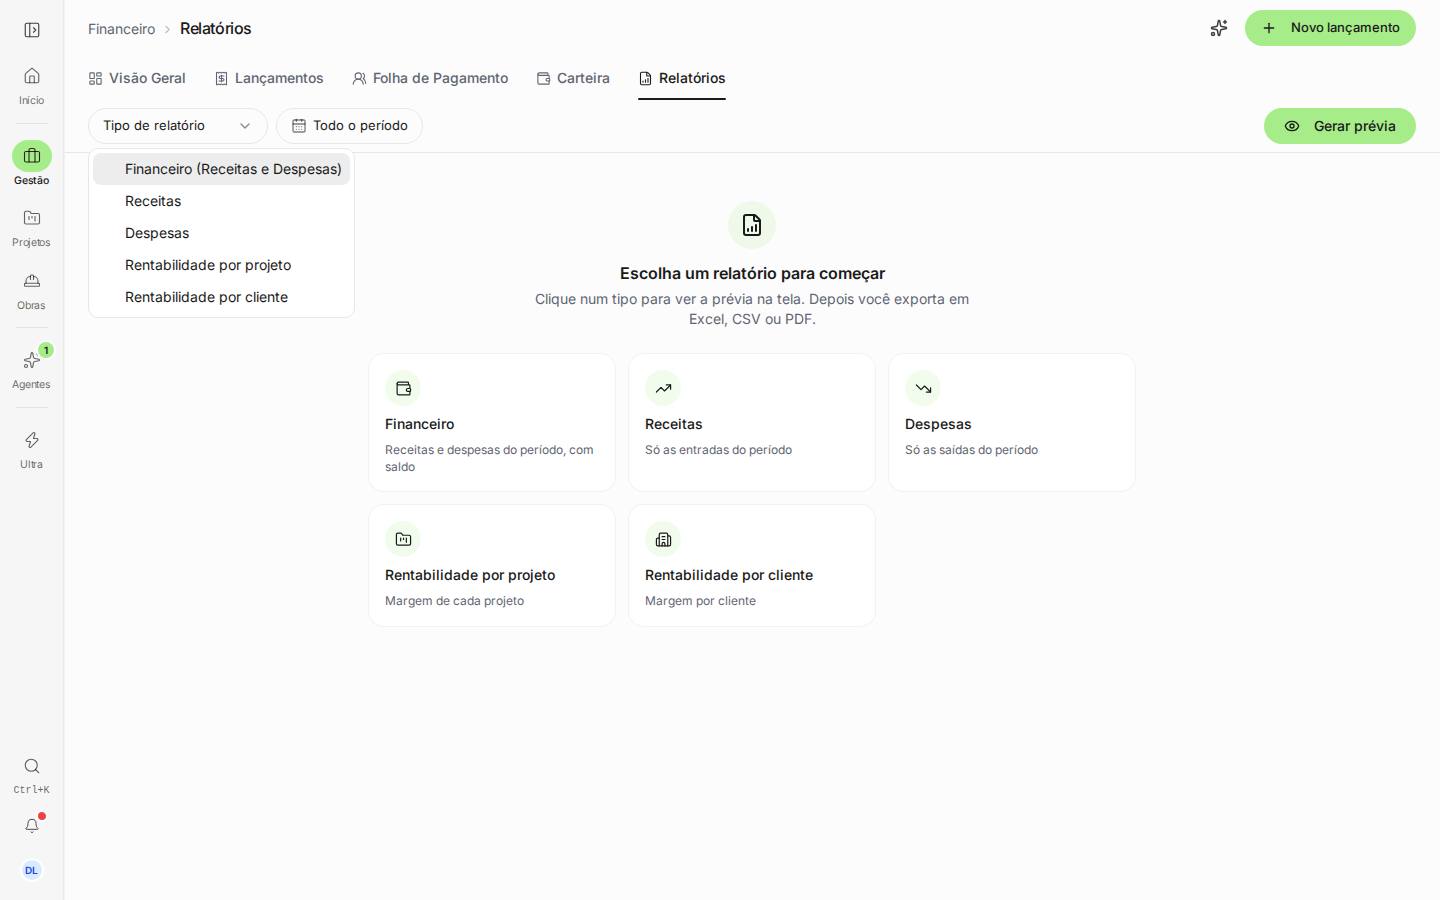 Financeiro
Relatórios
Novo lançamento
Início
Gestão
Projetos
Obras
1
Agentes
Ultra
Ctrl+K
DL
Visão Geral
Lançamentos
Folha de Pagamento
Carteira
Relatórios
Tipo de relatório
Todo o período
Gerar prévia
Financeiro (Receitas e Despesas)
Receitas
Despesas
Rentabilidade por projeto
Rentabilidade por cliente
Escolha um relatório para começar
Clique num tipo para ver a prévia na tela. Depois você exporta em
Excel, CSV ou PDF.
Financeiro
Receitas e despesas do período, com
saldo
Receitas
Só as entradas do período
Despesas
Só as saídas do período
Rentabilidade por projeto
Margem de cada projeto
Rentabilidade por cliente
Margem por cliente